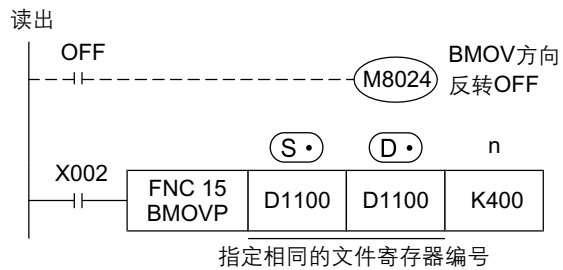 读出
OFF
M8024
BMOV方向
反转OFF
S•
D•
n
X002
FNC 15
BMOVP
D1100
D1100
K400
指定相同的文件寄存器编号